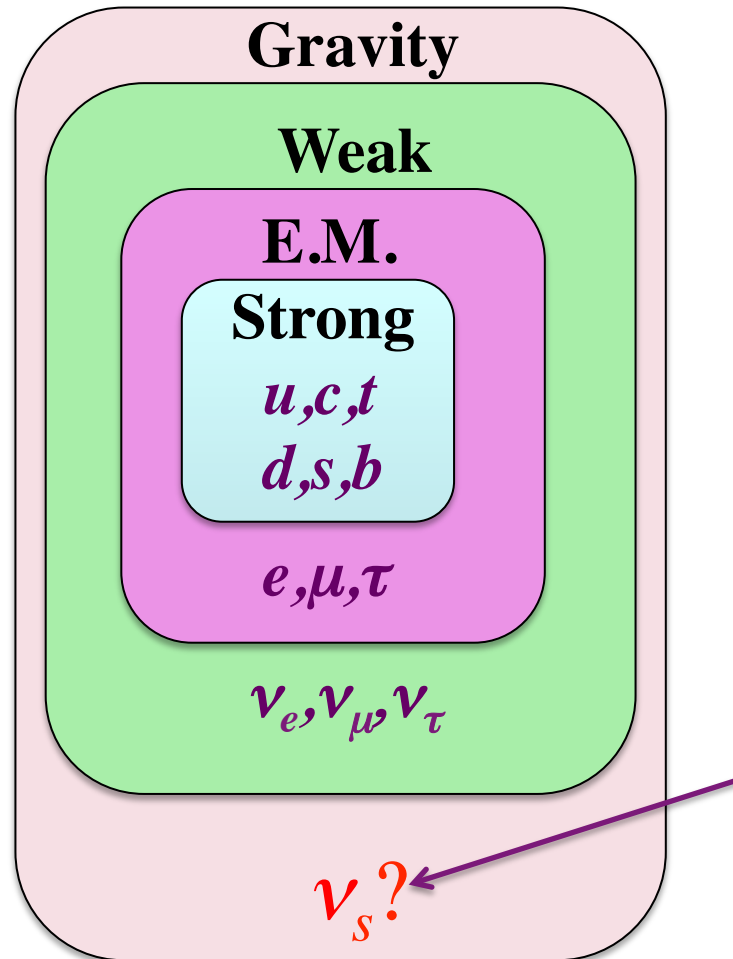 Gravity
Weak
E.M.
Strong
u,c,t
d,s,b
e,μ,τ
νe,νμ,ντ
νs?